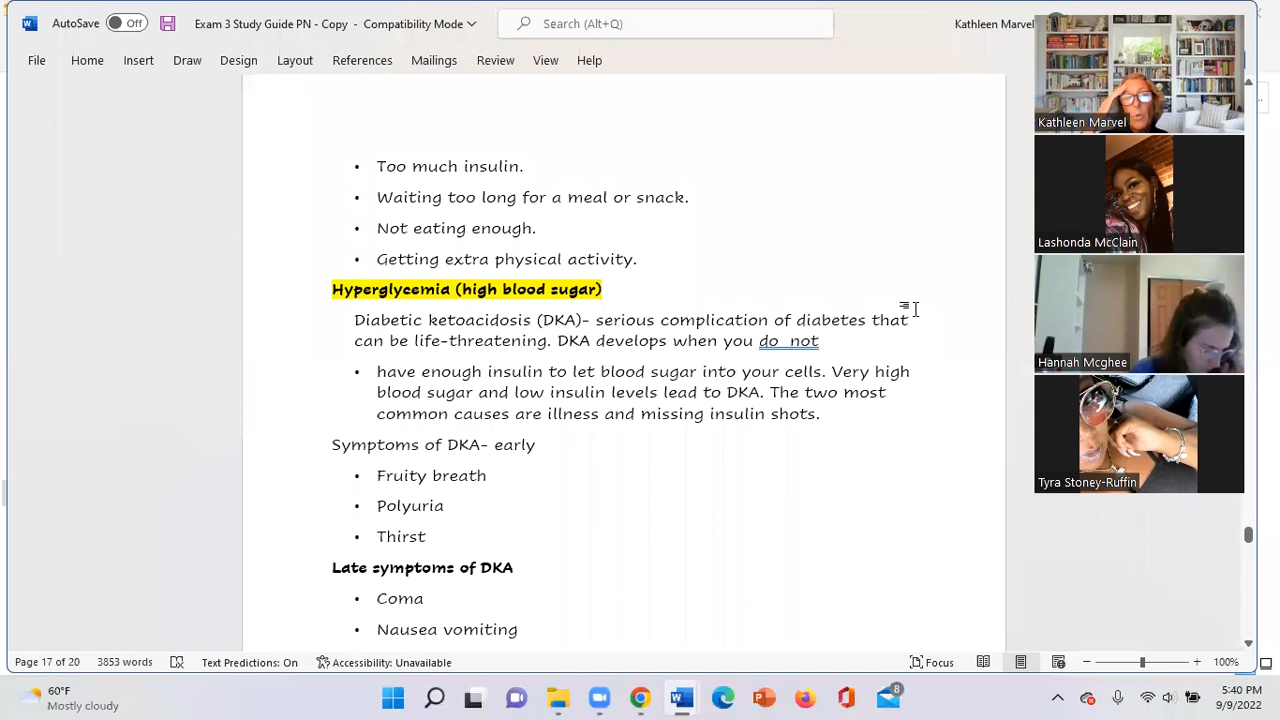 AutoSave Off Exam 3 Study Guide PN - Copy - Compatibility Mode Search (Alt+Q) Kathleen Marvel
File Home Insert Draw Design Layout References Mailings Review View Help
• Too much insulin.
• Waiting too long for a meal or snack.
• Not eating enough.
• Getting extra physical activity.
Hyperglycemia (high blood sugar)
Diabetic ketoacidosis (DKA)- serious complication of diabetes that
can be life-threatening. DKA develops when you do not
• have enough insulin to let blood sugar into your cells. Very high
blood sugar and low insulin levels lead to DKA. The two most
common causes are illness and missing insulin shots.
Symptoms of DKA- early
• Fruity breath
• Polyuria
• Thirst
Late symptoms of DKA
• Coma
• Nausea vomiting
Kathleen Marvel
Lashonda McClain
Hannah Mcghee
Tyra Stoney-Ruffin
Page 17 of 20 3853 words Text Predictions: On Accessibility: Unavailable Focus 100%
60°F
Mostly cloudy
8
5:40 PM
9/9/2022